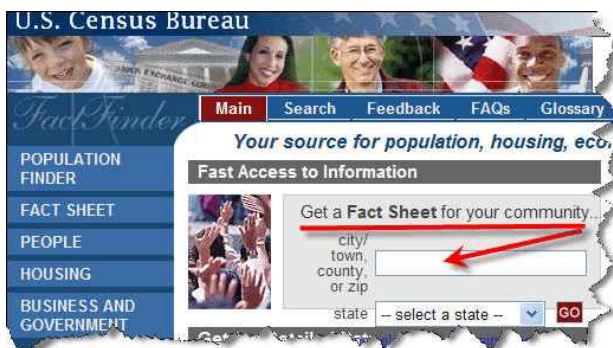 U.S. Census Bureau
FactFinder
Main Search Feedback FAQs Glossary
Your source for population, housing, eco
POPULATION
FINDER
FACT SHEET
PEOPLE
HOUSING
BUSINESS AND
GOVERNMENT
Fast Access to Information
Get a Fact Sheet for your community...
city/
town,
county,
or zip
state -- select a state -- GO